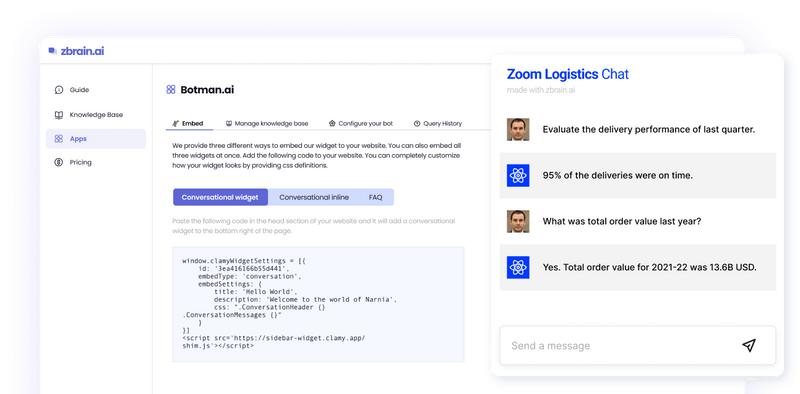 zbrain.ai
Guide
Knowledge Base
Apps
Pricing
Botman.ai
Embed
Manage knowledge base
Configure your bot
Query History
We provide three different ways to embed our widget to your website. You can also embed all
three widgets at once. Add the following code to your website. You can completely customize
how your widget looks by providing css definitions.
Conversational widget
Conversational inline
FAQ
Paste the following code in the head section of your website and it will add a conversational
widget to the bottom right of the page.
window.clamyWidgetSettings = [{
id: '3ea416166b55d441',
embedType: 'conversation',
embedSettings: {
title: 'Hello World',
description: 'Welcome to the world of Narnia',
css: ".ConversationHeader {}
.ConversationMessages {}"
}
}]
<script src='https://sidebar-widget.clamy.app/
shim.js'></script>
Zoom Logistics Chat
made with zbrain.ai
Evaluate the delivery performance of last quarter.
95% of the deliveries were on time.
What was total order value last year?
Yes. Total order value for 2021-22 was 13.6B USD.
Send a message